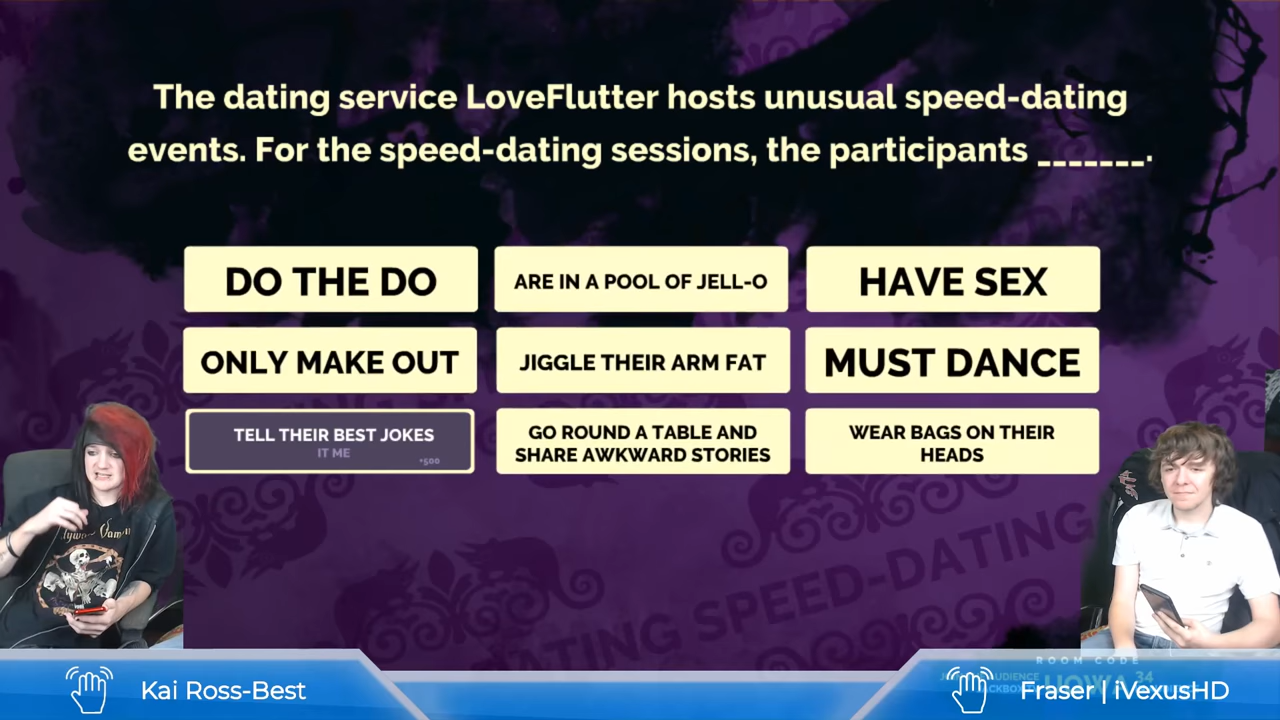 The dating service LoveFlutter hosts unusual speed-dating
events. For the speed-dating sessions, the participants _______.
DO THE DO
ARE IN A POOL OF JELL-O
HAVE SEX
ONLY MAKE OUT
JIGGLE THEIR ARM FAT
MUST DANCE
TELL THEIR BEST JOKES
IT ME
+500
GO ROUND A TABLE AND
SHARE AWKWARD STORIES
WEAR BAGS ON THEIR
HEADS
DATING SPEED-DATING
ROOM CODE
AUDIENCE
34
Kai Ross-Best
Fraser | iVexusHD